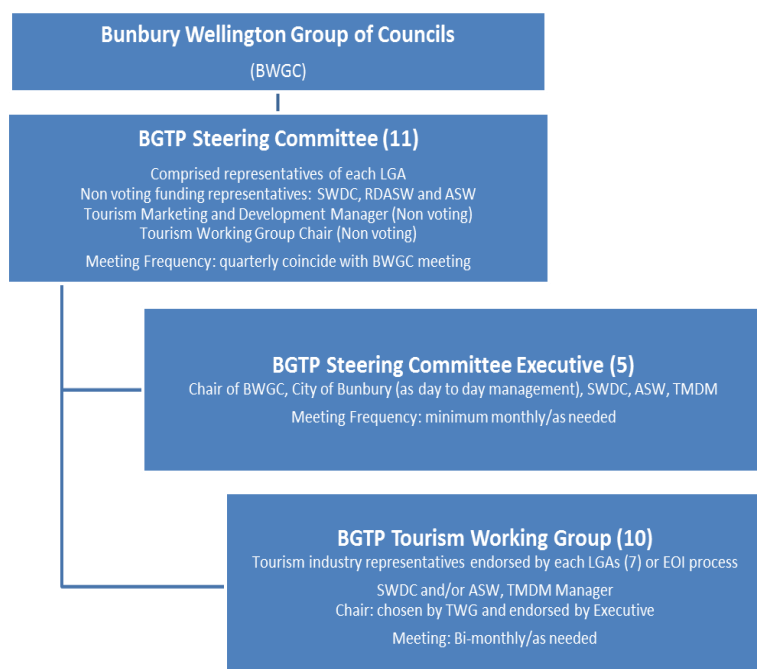 Bunbury Wellington Group of Councils
(BWGC)
BGTP Steering Committee (11)
Comprised representatives of each LGA
Non voting funding representatives: SWDC, RDASW and ASW
Tourism Marketing and Development Manager (Non voting)
Tourism Working Group Chair (Non voting)
Meeting Frequency: quarterly coincide with BWGC meeting
BGTP Steering Committee Executive (5)
Chair of BWGC, City of Bunbury (as day to day management), SWDC, ASW, TMDM
Meeting Frequency: minimum monthly/as needed
BGTP Tourism Working Group (10)
Tourism industry representatives endorsed by each LGAs (7) or EOI process
SWDC and/or ASW, TMDM Manager
Chair: chosen by TWG and endorsed by Executive
Meeting: Bi-monthly/as needed